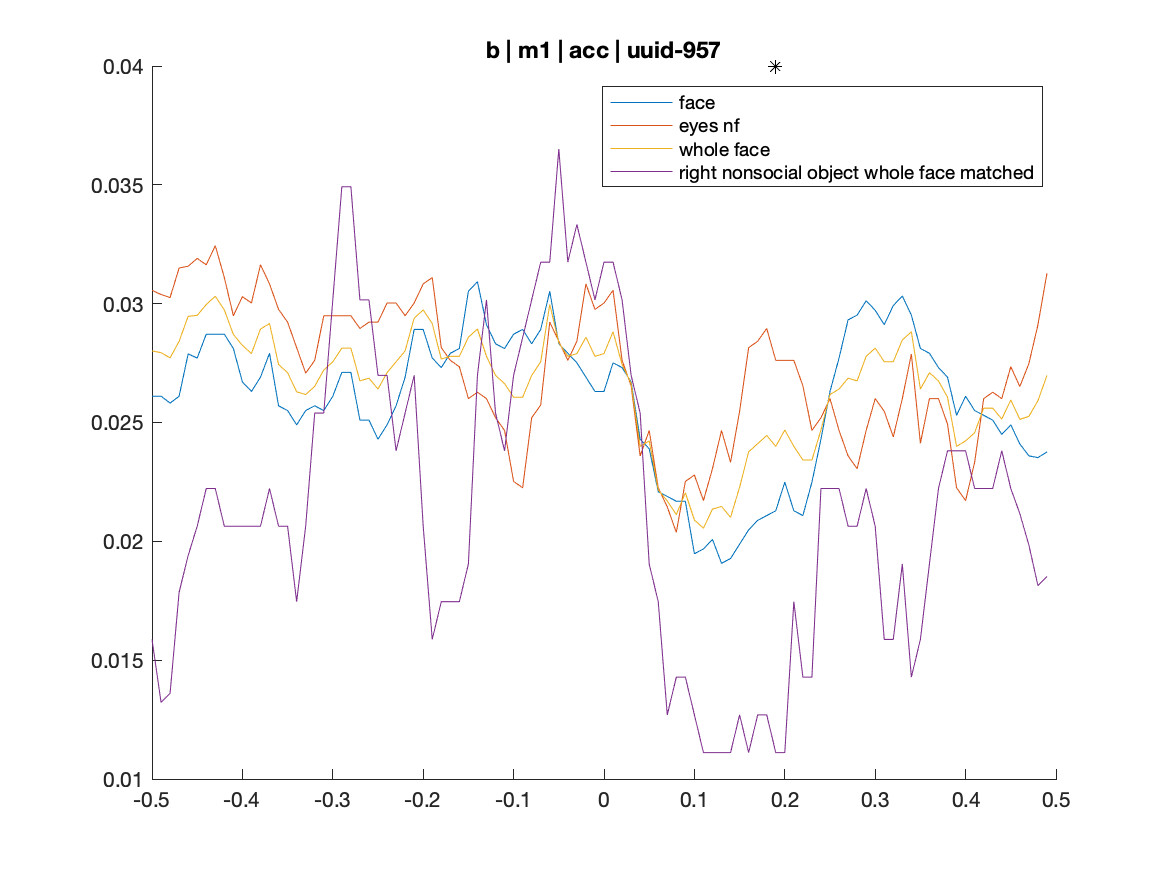 b | m1 | acc | uuid-957
0.04
face
eyes nf
whole face
right nonsocial object whole face matched
0.035
0.03
0.025
0.02
0.015
0.01
-0.5 -0.4 -0.3 -0.2 -0.1 0 0.1 0.2 0.3 0.4 0.5